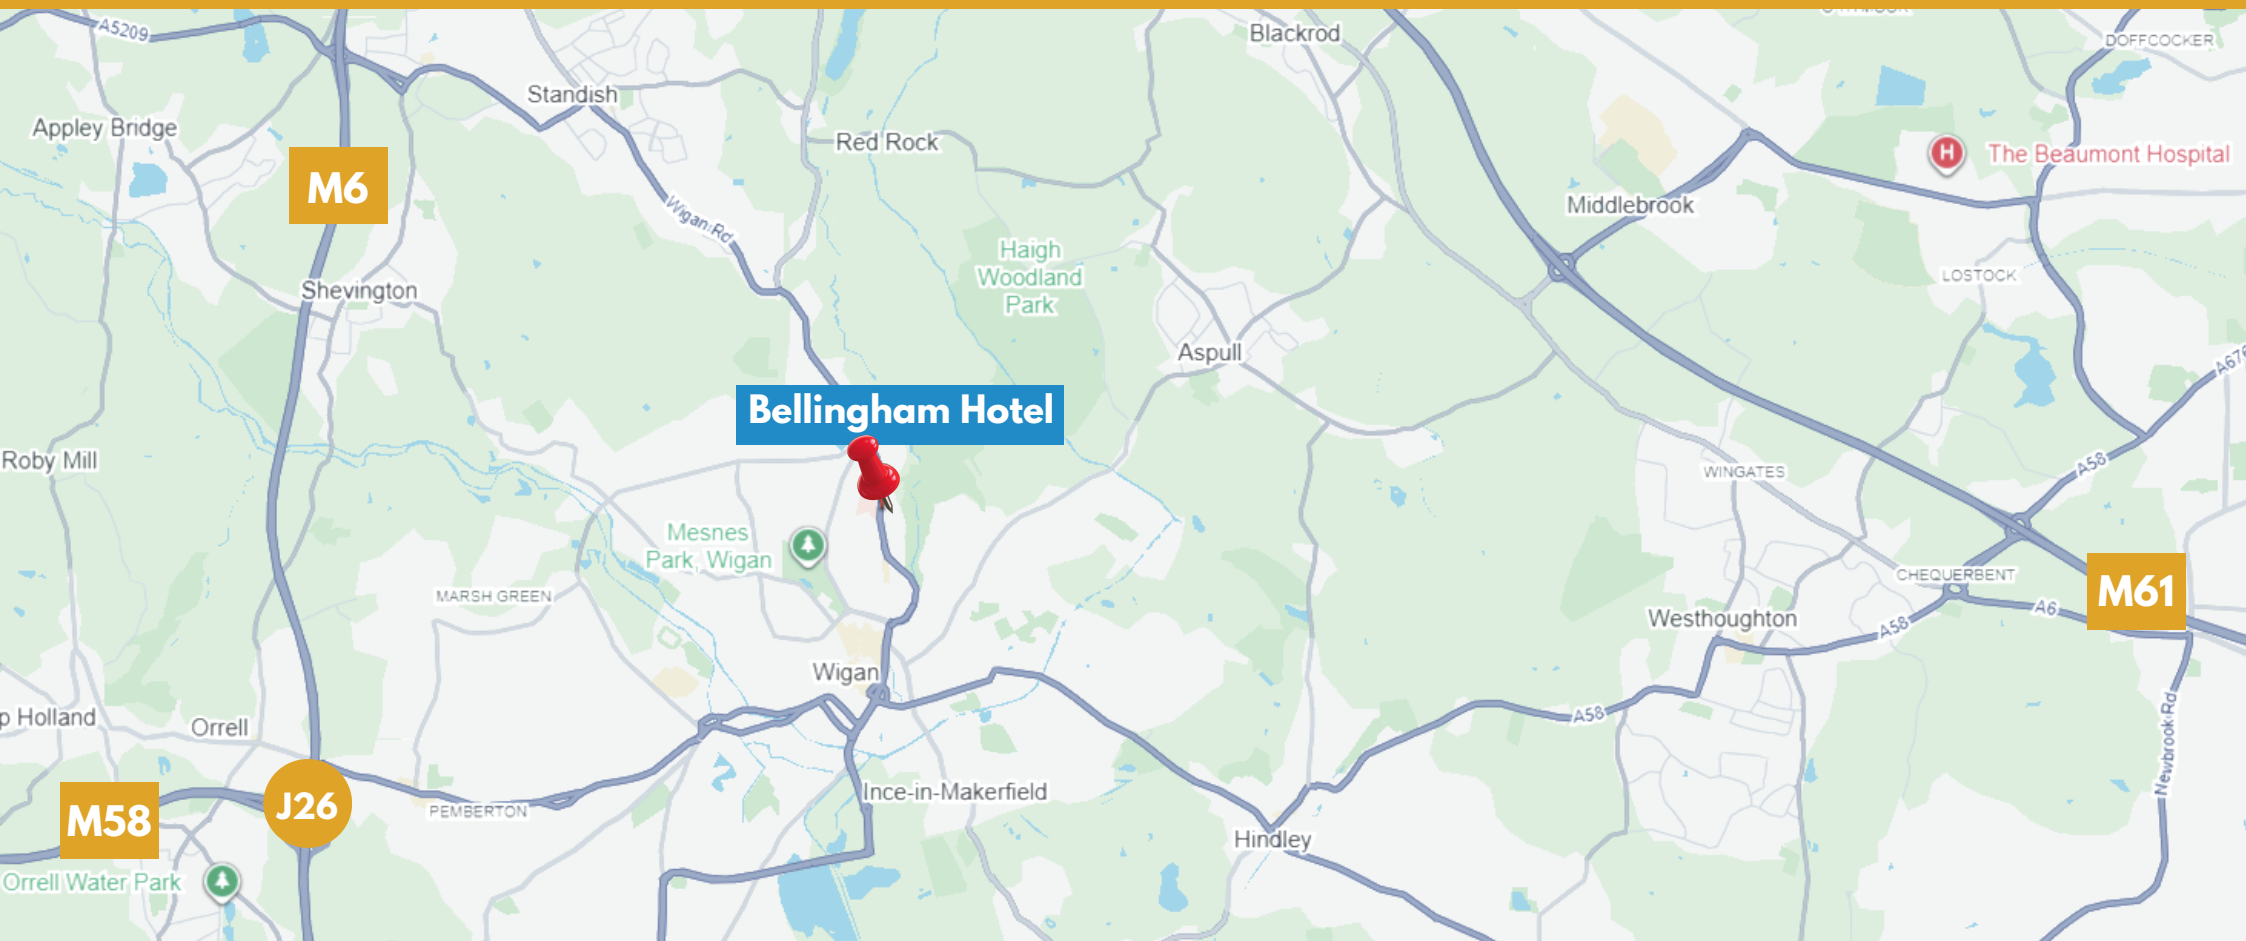 A5209
Blackrod
DOFFCOCKER
Standish
Appley Bridge
Red Rock
H
The Beaumont Hospital
M6
Middlebrook
Wigan Rd
Haigh
Woodland
Park
LOSTOCK
Shevington
Aspull
Bellingham Hotel
Roby Mill
A58
WINGATES
Mesnes
Park, Wigan
CHEQUERBENT
M61
MARSH GREEN
A6
Westhoughton
A58
Wigan
p Holland
Orrell
A58
Newbrook Rd
Ince-in-Makerfield
J26
M58
PEMBERTON
Hindley
Orrell Water Park